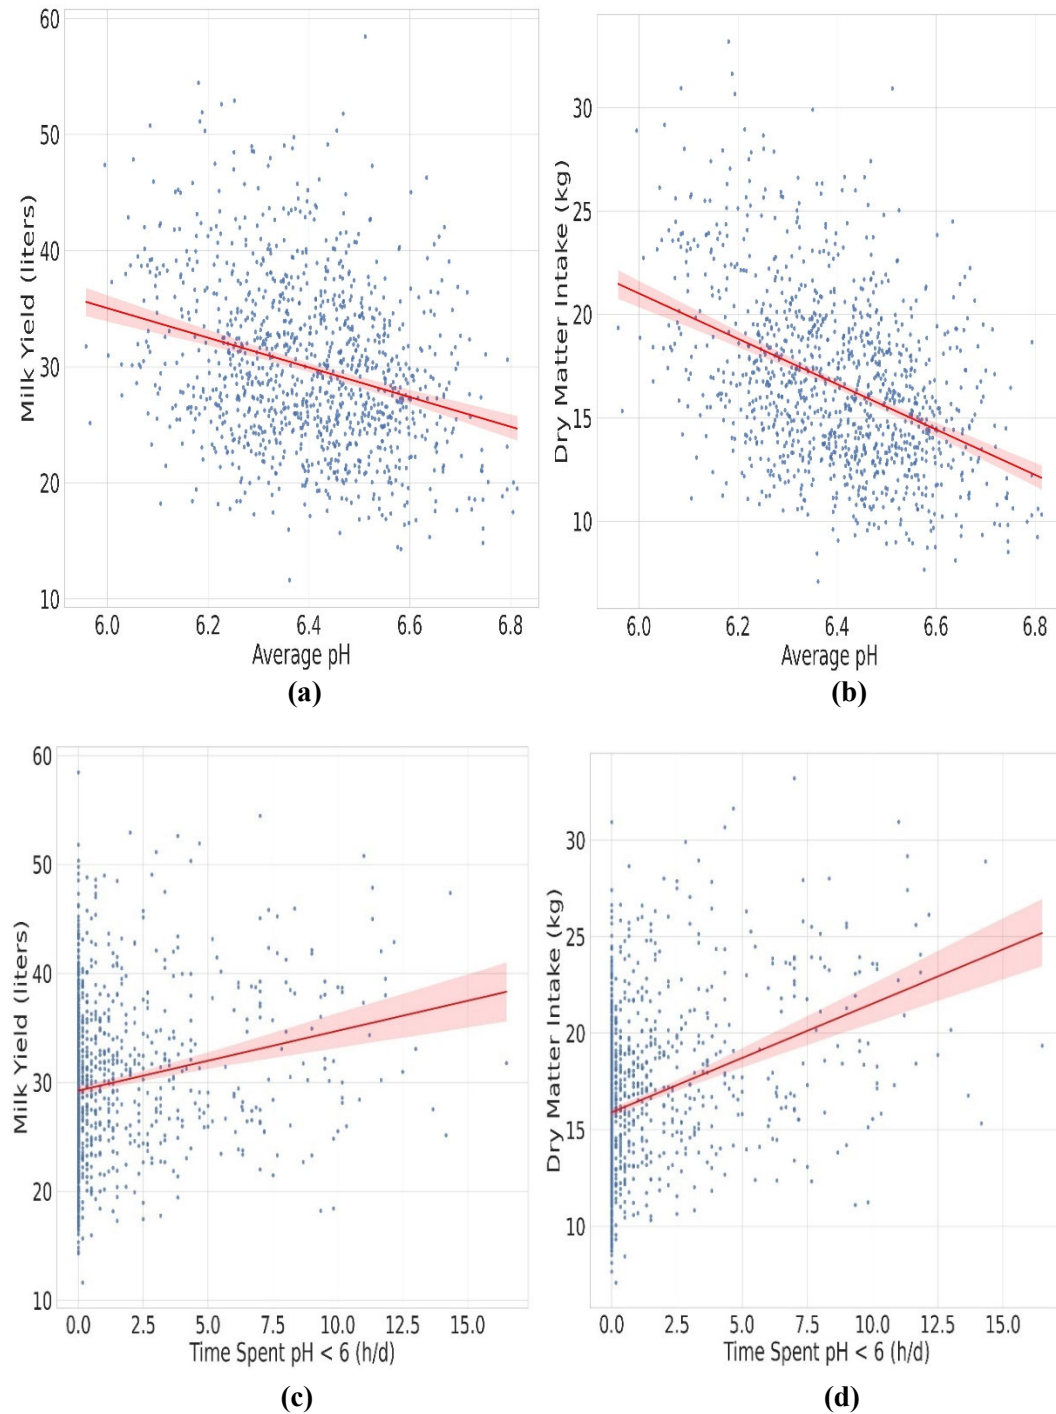 60
50
40
30
20
10
Milk Yield (liters)
6.0 6.2 6.4 6.6 6.8
Average pH
(a)
30
25
20
15
10
Dry Matter Intake (kg)
6.0 6.2 6.4 6.6 6.8
Average pH
(b)
60
50
40
30
20
10
Milk Yield (liters)
0.0 2.5 5.0 7.5 10.0 12.5 15.0
Time Spent pH < 6 (h/d)
(c)
30
25
20
15
10
Dry Matter Intake (kg)
0.0 2.5 5.0 7.5 10.0 12.5 15.0
Time Spent pH < 6 (h/d)
(d)